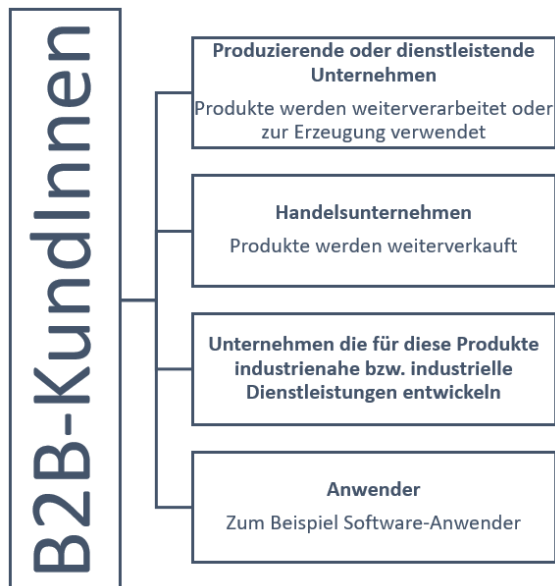 B2B-KundInnen
Produzierende oder dienstleistende
Unternehmen
Produkte werden weiterverarbeitet oder
zur Erzeugung verwendet
Handelsunternehmen
Produkte werden weiterverkauft
Unternehmen die für diese Produkte
industrienahe bzw. industrielle
Dienstleistungen entwickeln
Anwender
Zum Beispiel Software-Anwender